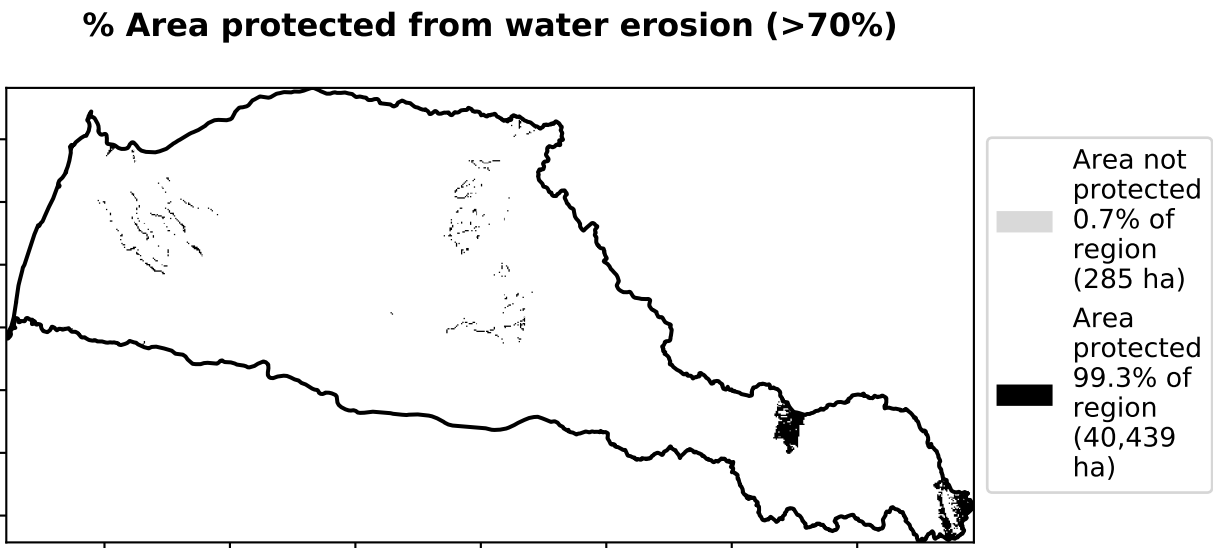 % Area protected from water erosion (>70%)
Area not
protected
0.7% of
region
(285 ha)
Area
protected
99.3% of
region
(40,439
ha)